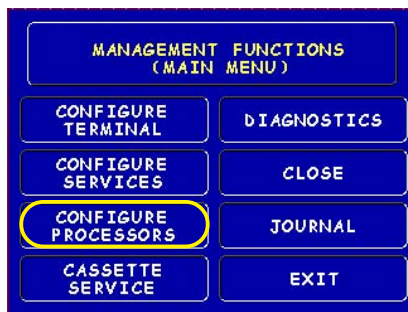 MANAGEMENT FUNCTIONS
(MAIN MENU)
CONFIGURE
TERMINAL
DIAGNOSTICS
CONFIGURE
SERVICES
CLOSE
CONFIGURE
PROCESSORS
JOURNAL
CASSETTE
SERVICE
EXIT